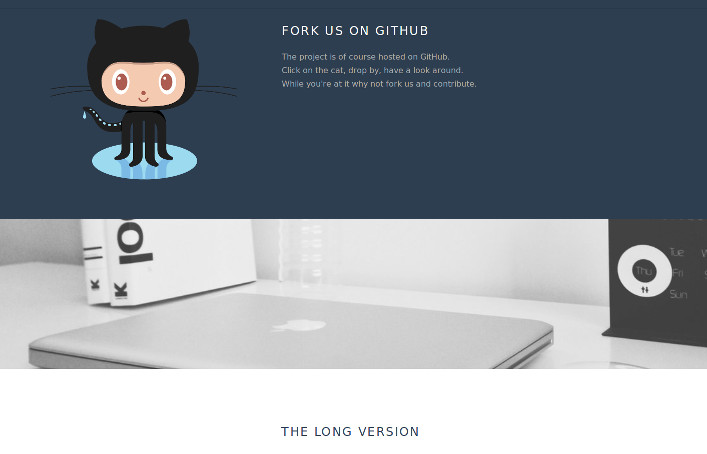 FORK US ON GITHUB
The project is of course hosted on GitHub.
Click on the cat, drop by, have a look around.
While you're at it why not fork us and contribute.
K
K
Tue
Thu
Fri
Sun
THE LONG VERSION